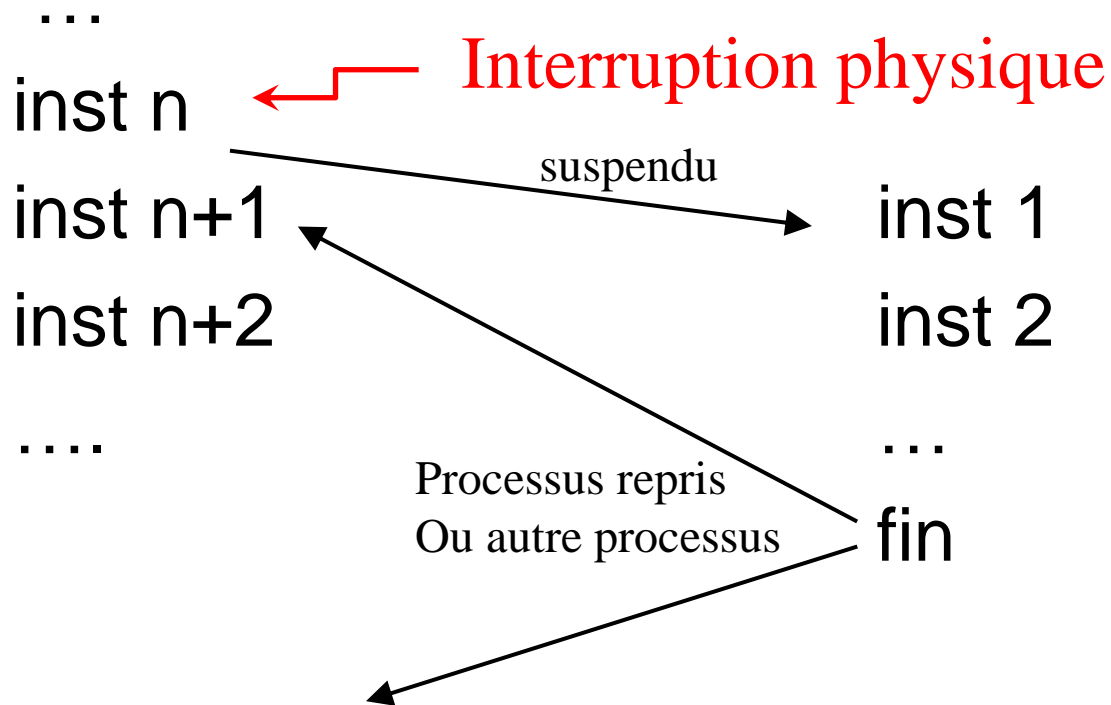 …
Interruption physique
inst n
suspendu
inst n+1
inst 1
inst n+2
inst 2
….
…
Processus repris
Ou autre processus
fin